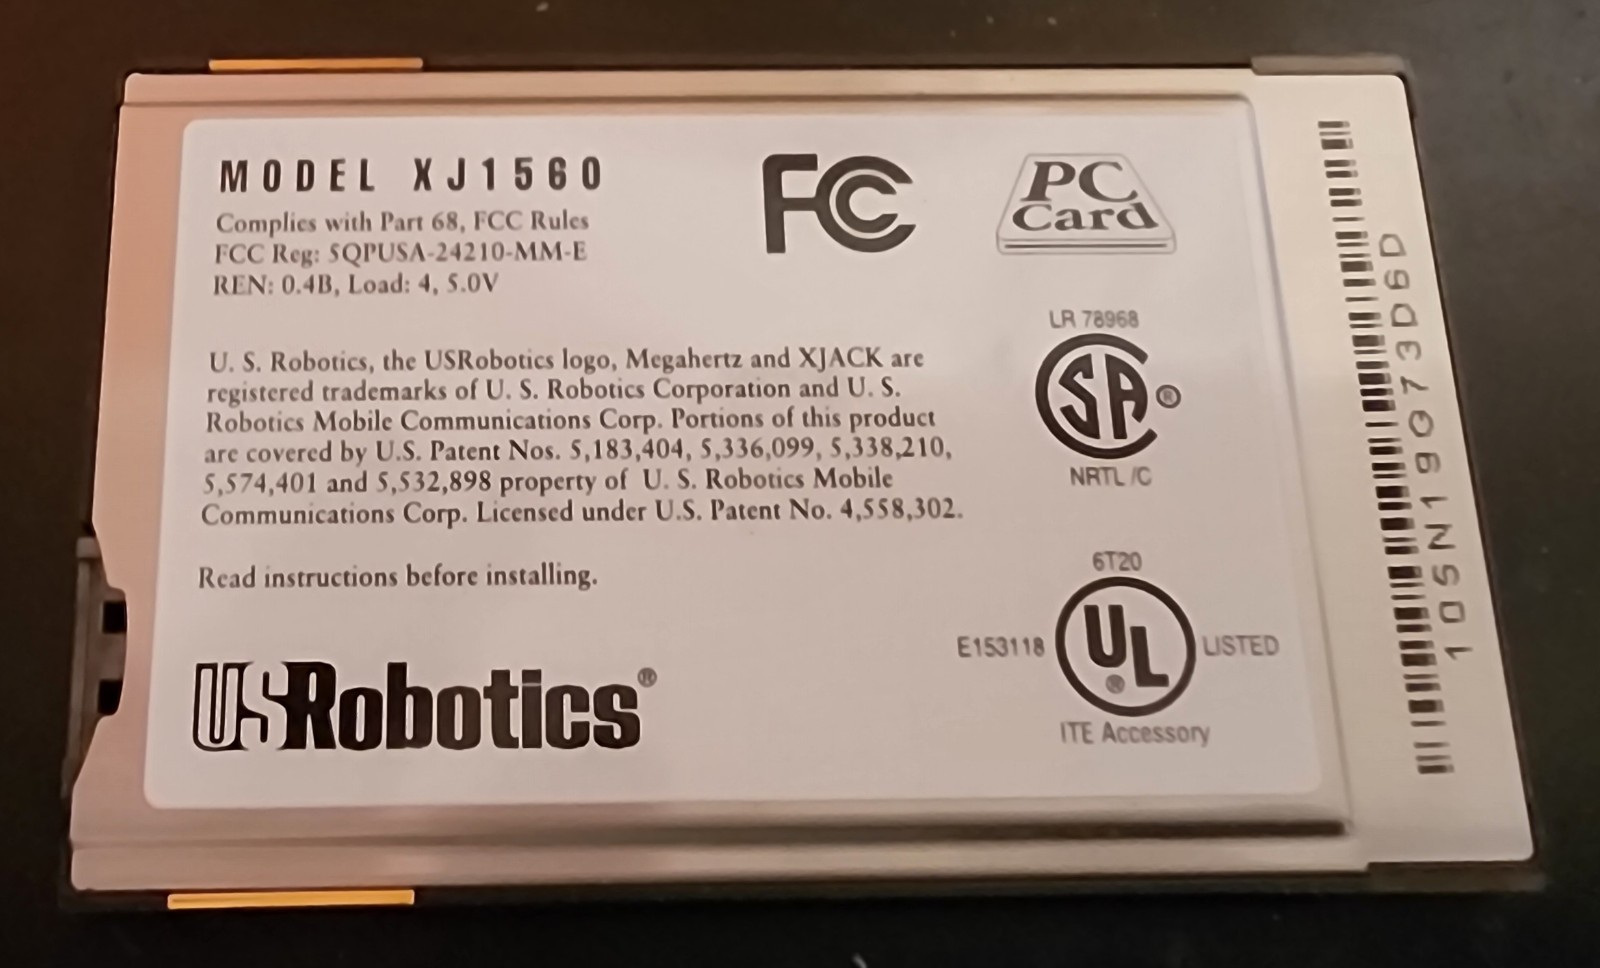 MODEL XJ1560
Complies with Part 68, FCC Rules
FCC Reg: 5QPUSA-24210-MM-E
REN: 0.4B, Load: 4, 5.0V
FC
PC
Card
U. S. Robotics, the USRobotics logo, Megahertz and XJACK are
registered trademarks of U. S. Robotics Corporation and U. S.
Robotics Mobile Communications Corp. Portions of this product
are covered by U.S. Patent Nos. 5,183,404, 5,336,099, 5,338,210,
5,574,401 and 5,532,898 property of U. S. Robotics Mobile
Communications Corp. Licensed under U.S. Patent No. 4,558,302.
Read instructions before installing.
USRobotics®
LR 78968
SA®
NRTL /C
6T20
E153118 UL® LISTED
ITE Accessory
105N19G73D6D